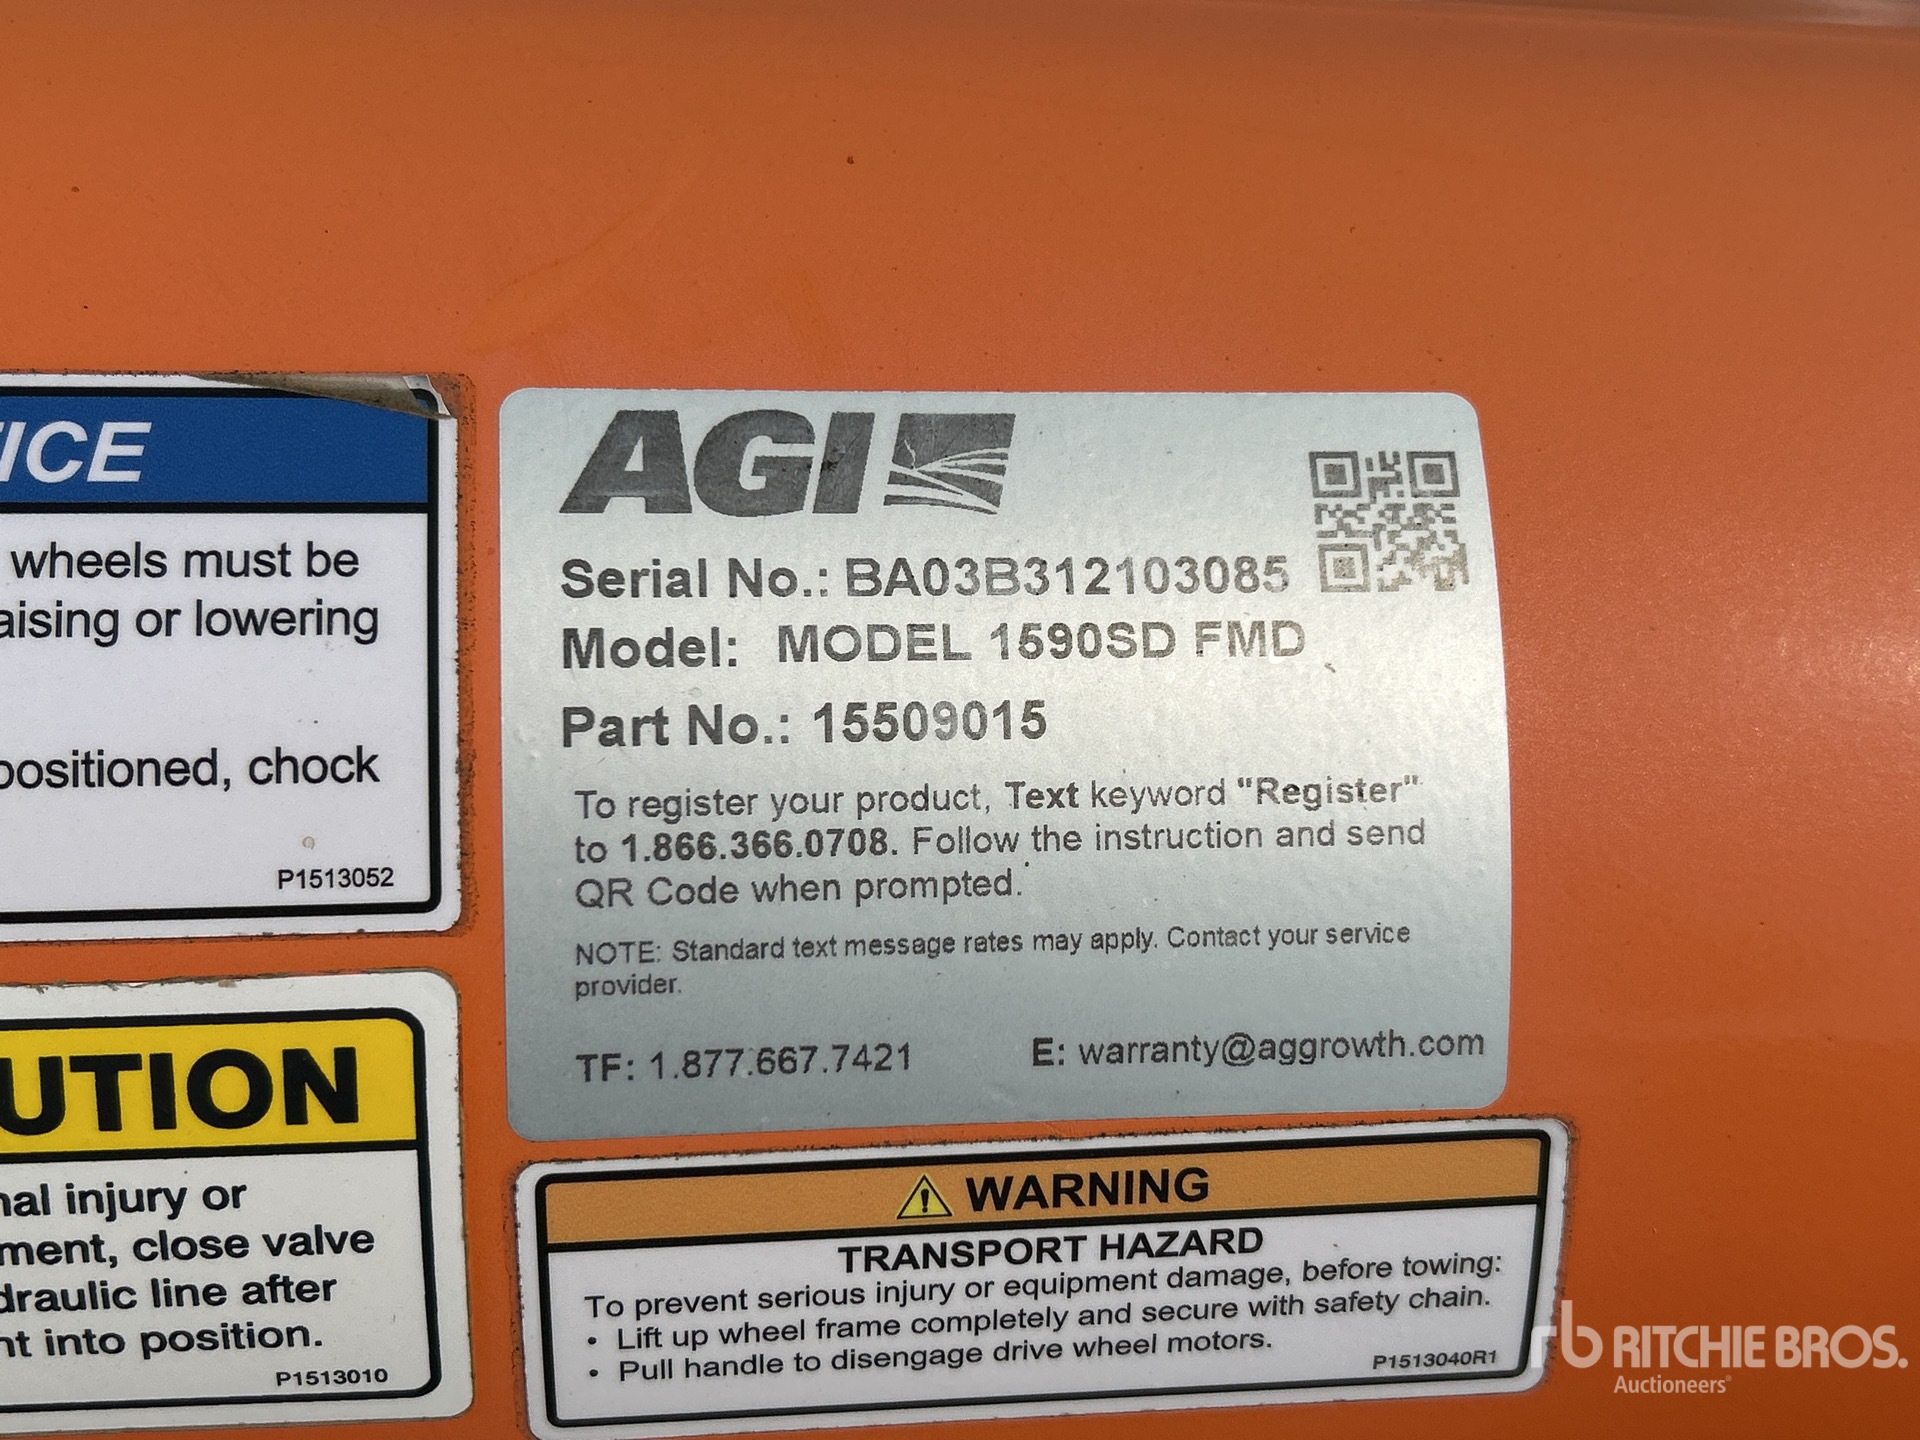 ICE
wheels must be
aising or lowering
positioned, chock
P1513052
UTION
nal injury or
ment, close valve
draulic line after
nt into position.
P1513010
AGI
Serial No.: BA03B312103085
Model: MODEL 1590SD FMD
Part No.: 15509015
To register your product, Text keyword "Register"
to 1.866.366.0708. Follow the instruction and send
QR Code when prompted.
NOTE: Standard text message rates may apply. Contact your service
provider.
TF: 1.877.667.7421 E: warranty@aggrowth.com
WARNING
TRANSPORT HAZARD
To prevent serious injury or equipment damage, before towing:
• Lift up wheel frame completely and secure with safety chain.
• Pull handle to disengage drive wheel motors.
P1513040R1
rb RITCHIE BROS.
Auctioneers®